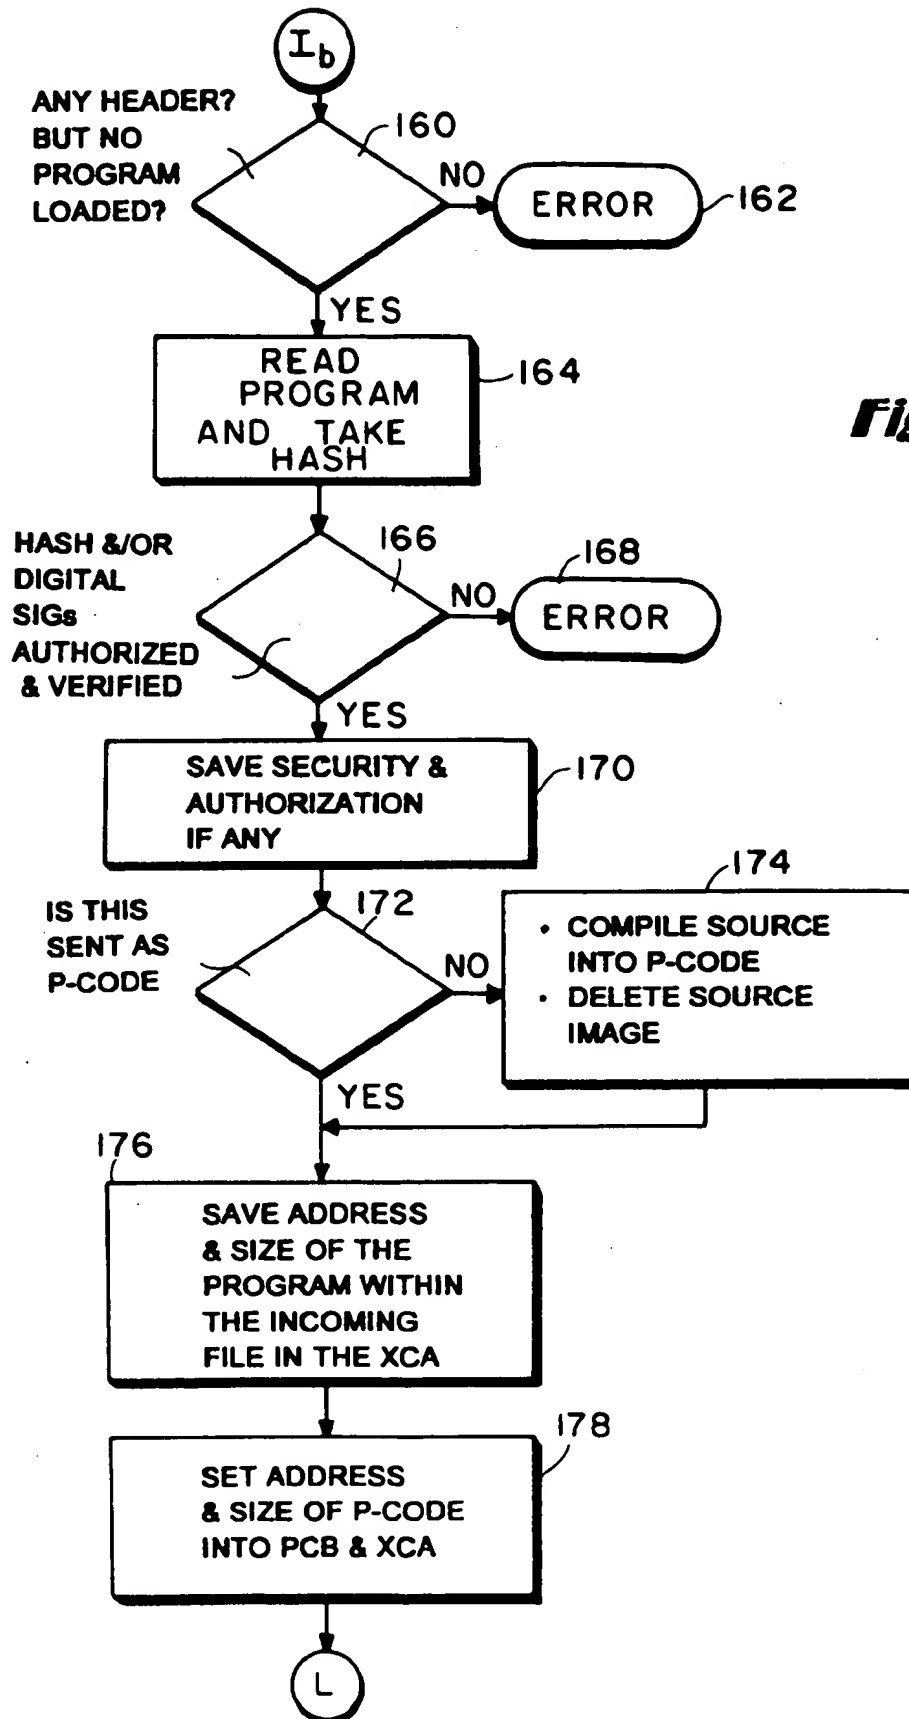 Ib
ANY HEADER?
BUT NO
PROGRAM
LOADED?
160
NO
ERROR
162
YES
READ
PROGRAM
AND TAKE
HASH
164
Fig
HASH &/OR
DIGITAL
SIGs
AUTHORIZED
& VERIFIED
166
NO
168
ERROR
YES
SAVE SECURITY &
AUTHORIZATION
IF ANY
170
IS THIS
SENT AS
P-CODE
172
NO
174
• COMPILE SOURCE
INTO P-CODE
• DELETE SOURCE
IMAGE
YES
176
SAVE ADDRESS
& SIZE OF THE
PROGRAM WITHIN
THE INCOMING
FILE IN THE XCA
178
SET ADDRESS
& SIZE OF P-CODE
INTO PCB & XCA
L